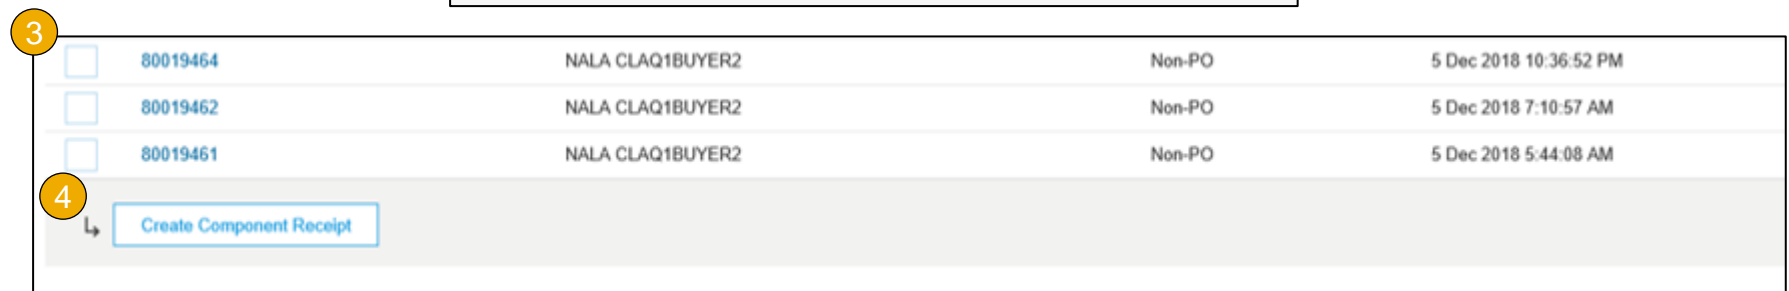 3
80019464 NALA CLAQ1BUYER2 Non-PO 5 Dec 2018 10:36:52 PM
80019462 NALA CLAQ1BUYER2 Non-PO 5 Dec 2018 7:10:57 AM
80019461 NALA CLAQ1BUYER2 Non-PO 5 Dec 2018 5:44:08 AM
4
Create Component Receipt